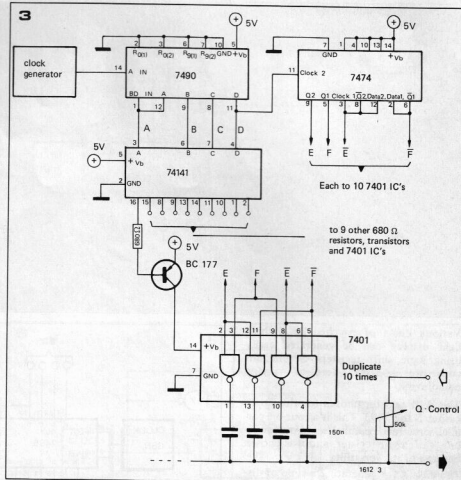 3
5V
2 3 6 7 10 5
R0(1) R0(2) R9(1) R9(2) GND +Vb
clock
generator
14
A IN
7490
BD IN A B C D
1 12 9 8 11
A B C D
3 6 7 4
A B C D
5V
5
+Vb
74141
2
GND
16 15 8 9 13 14 11 10 1 2
5V
7 1 4 10 13 14
GND +Vb
11
Clock 2
7474
Q2 Q1 Clock 1, Q̅2, Data2, Data1, Q̅1
9 5 3 8 12 2 6
E F E̅ F̅
Each to 10 7401 IC's
to 9 other 680 Ω
resistors, transistors
and 7401 IC's
680Ω
5V
BC 177
E F E̅ F̅
7401
14
2 3 12 11 9 8 6 5
+Vb
7
GND
Duplicate
10 times
1 13 10 4
150n
50k
Q - Control
1612 3